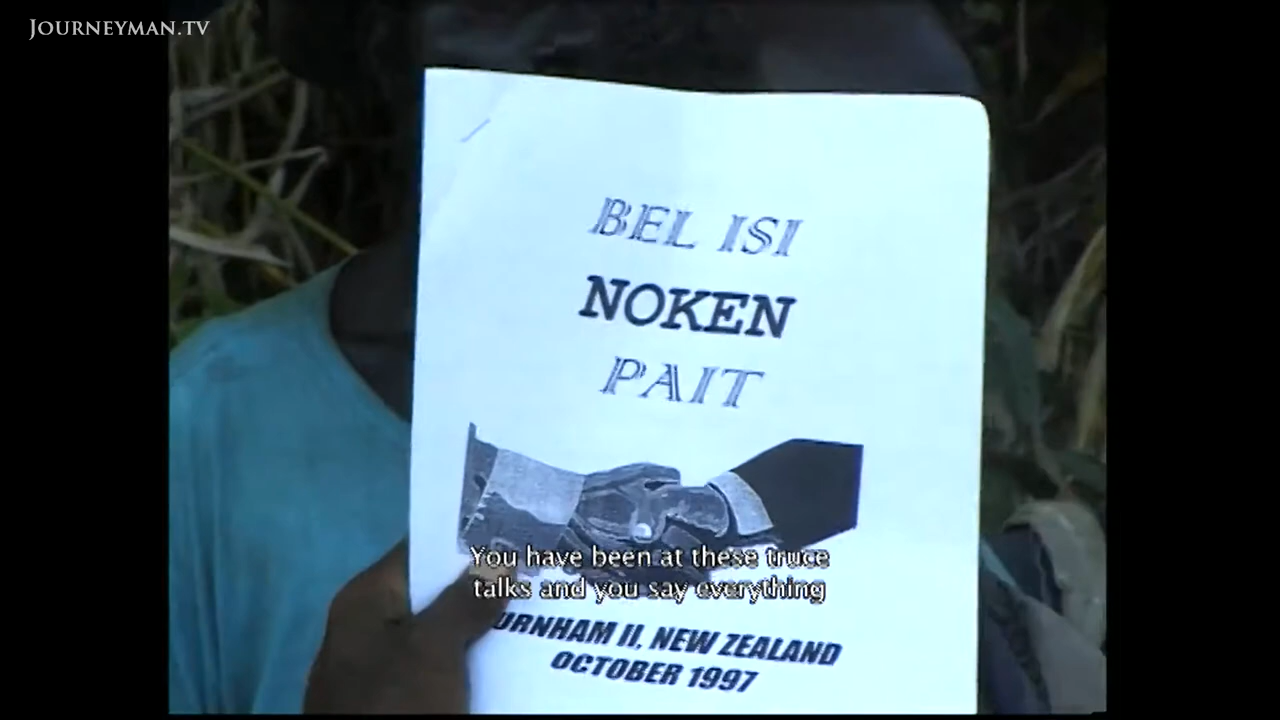 JOURNEYMAN.TV
BEL ISI
NOKEN
PAIT
You have been at these truce
talks and you say everything
II, NEW ZEALAND
OCTOBER 1997